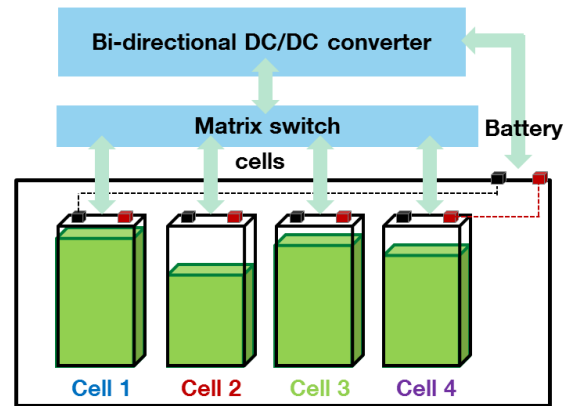 Bi-directional DC/DC converter
Matrix switch
Battery
cells
Cell 1
Cell 2
Cell 3
Cell 4